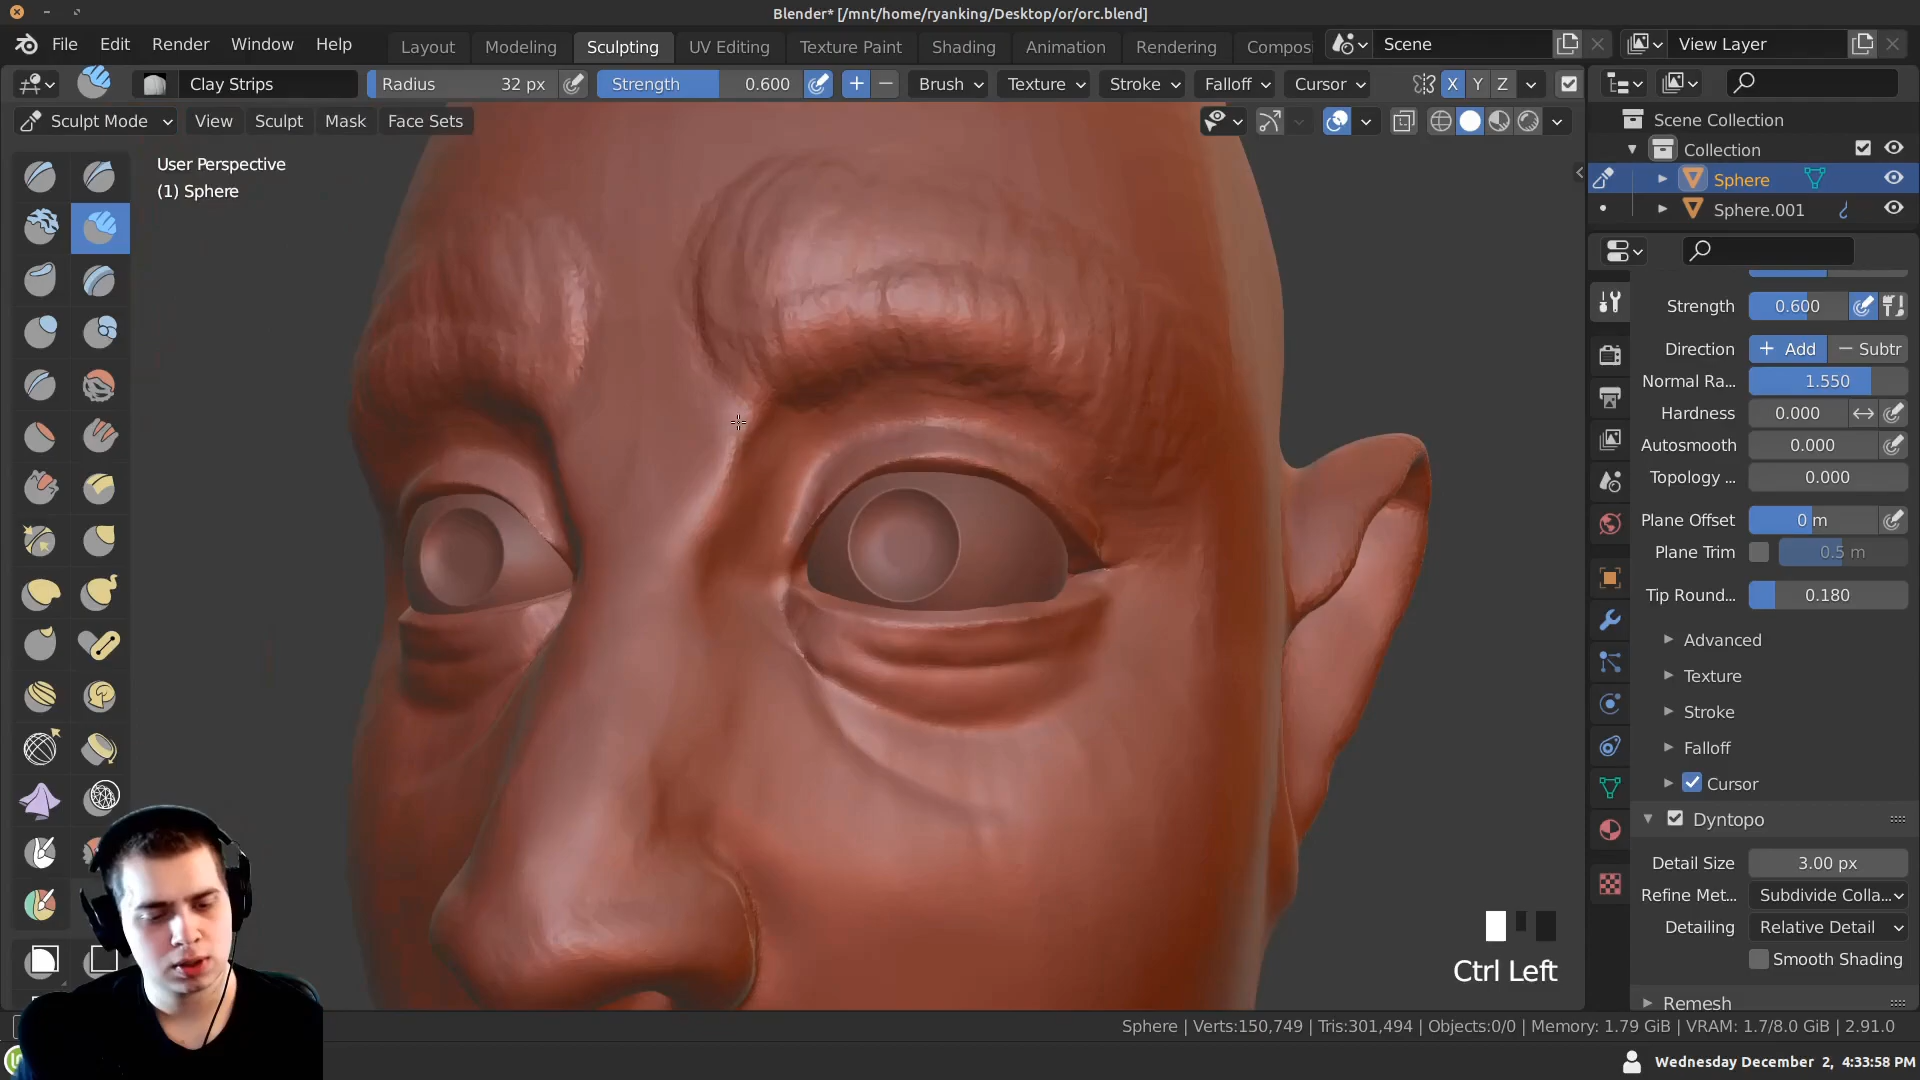 Blender* [/mnt/home/ryanking/Desktop/or/orc.blend]
File Edit Render Window Help Layout Modeling Sculpting UV Editing Texture Paint Shading Animation Rendering Compos Scene View Layer
Clay Strips Radius 32 px Strength 0.600 + − Brush Texture Stroke Falloff Cursor X Y Z
Sculpt Mode View Sculpt Mask Face Sets
Scene Collection
Collection
Sphere
Sphere.001
User Perspective
(1) Sphere
Strength 0.600
Direction + Add − Subtr
Normal Ra... 1.550
Hardness 0.000
Autosmooth 0.000
Topology ... 0.000
Plane Offset 0 m
Plane Trim 0.5 m
Tip Round... 0.180
Advanced
Texture
Stroke
Falloff
Cursor
Dyntopo
Detail Size 3.00 px
Refine Met... Subdivide Colla...
Detailing Relative Detail
Smooth Shading
Remesh
Ctrl Left
Sphere | Verts:150,749 | Tris:301,494 | Objects:0/0 | Memory: 1.79 GiB | VRAM: 1.7/8.0 GiB | 2.91.0
Wednesday December 2, 4:33:58 PM